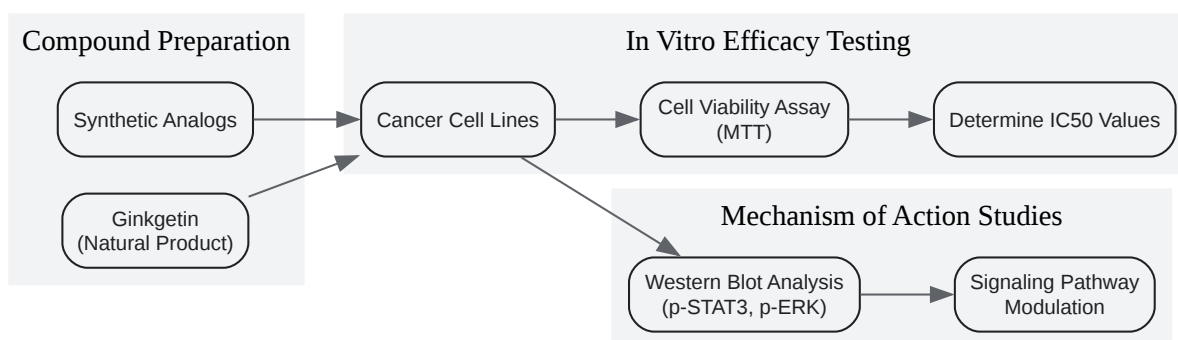 Compound Preparation
Synthetic Analogs
Ginkgetin
(Natural Product)
In Vitro Efficacy Testing
Cancer Cell Lines
Cell Viability Assay
(MTT)
Determine IC50 Values
Mechanism of Action Studies
Western Blot Analysis
(p-STAT3, p-ERK)
Signaling Pathway
Modulation